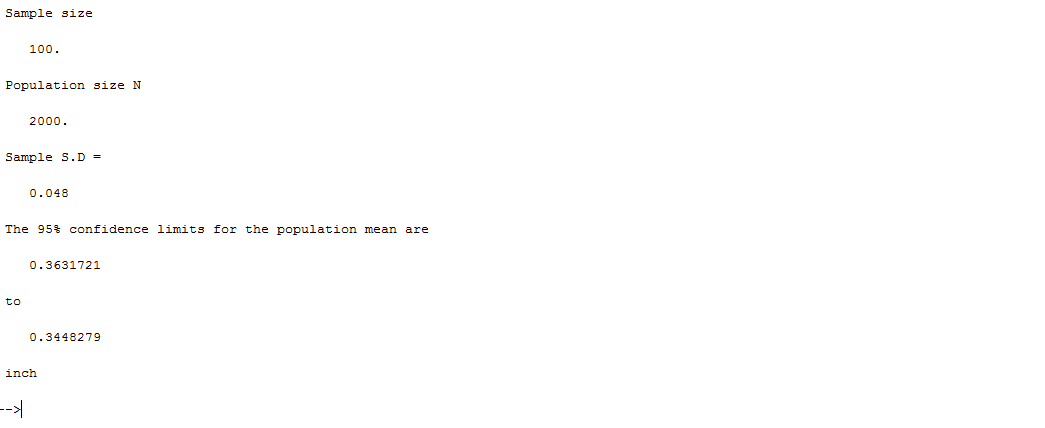 Sample size
100.
Population size N
2000.
Sample S.D =
0.048
The 95% confidence limits for the population mean are
0.3631721
to
0.3448279
inch
-->